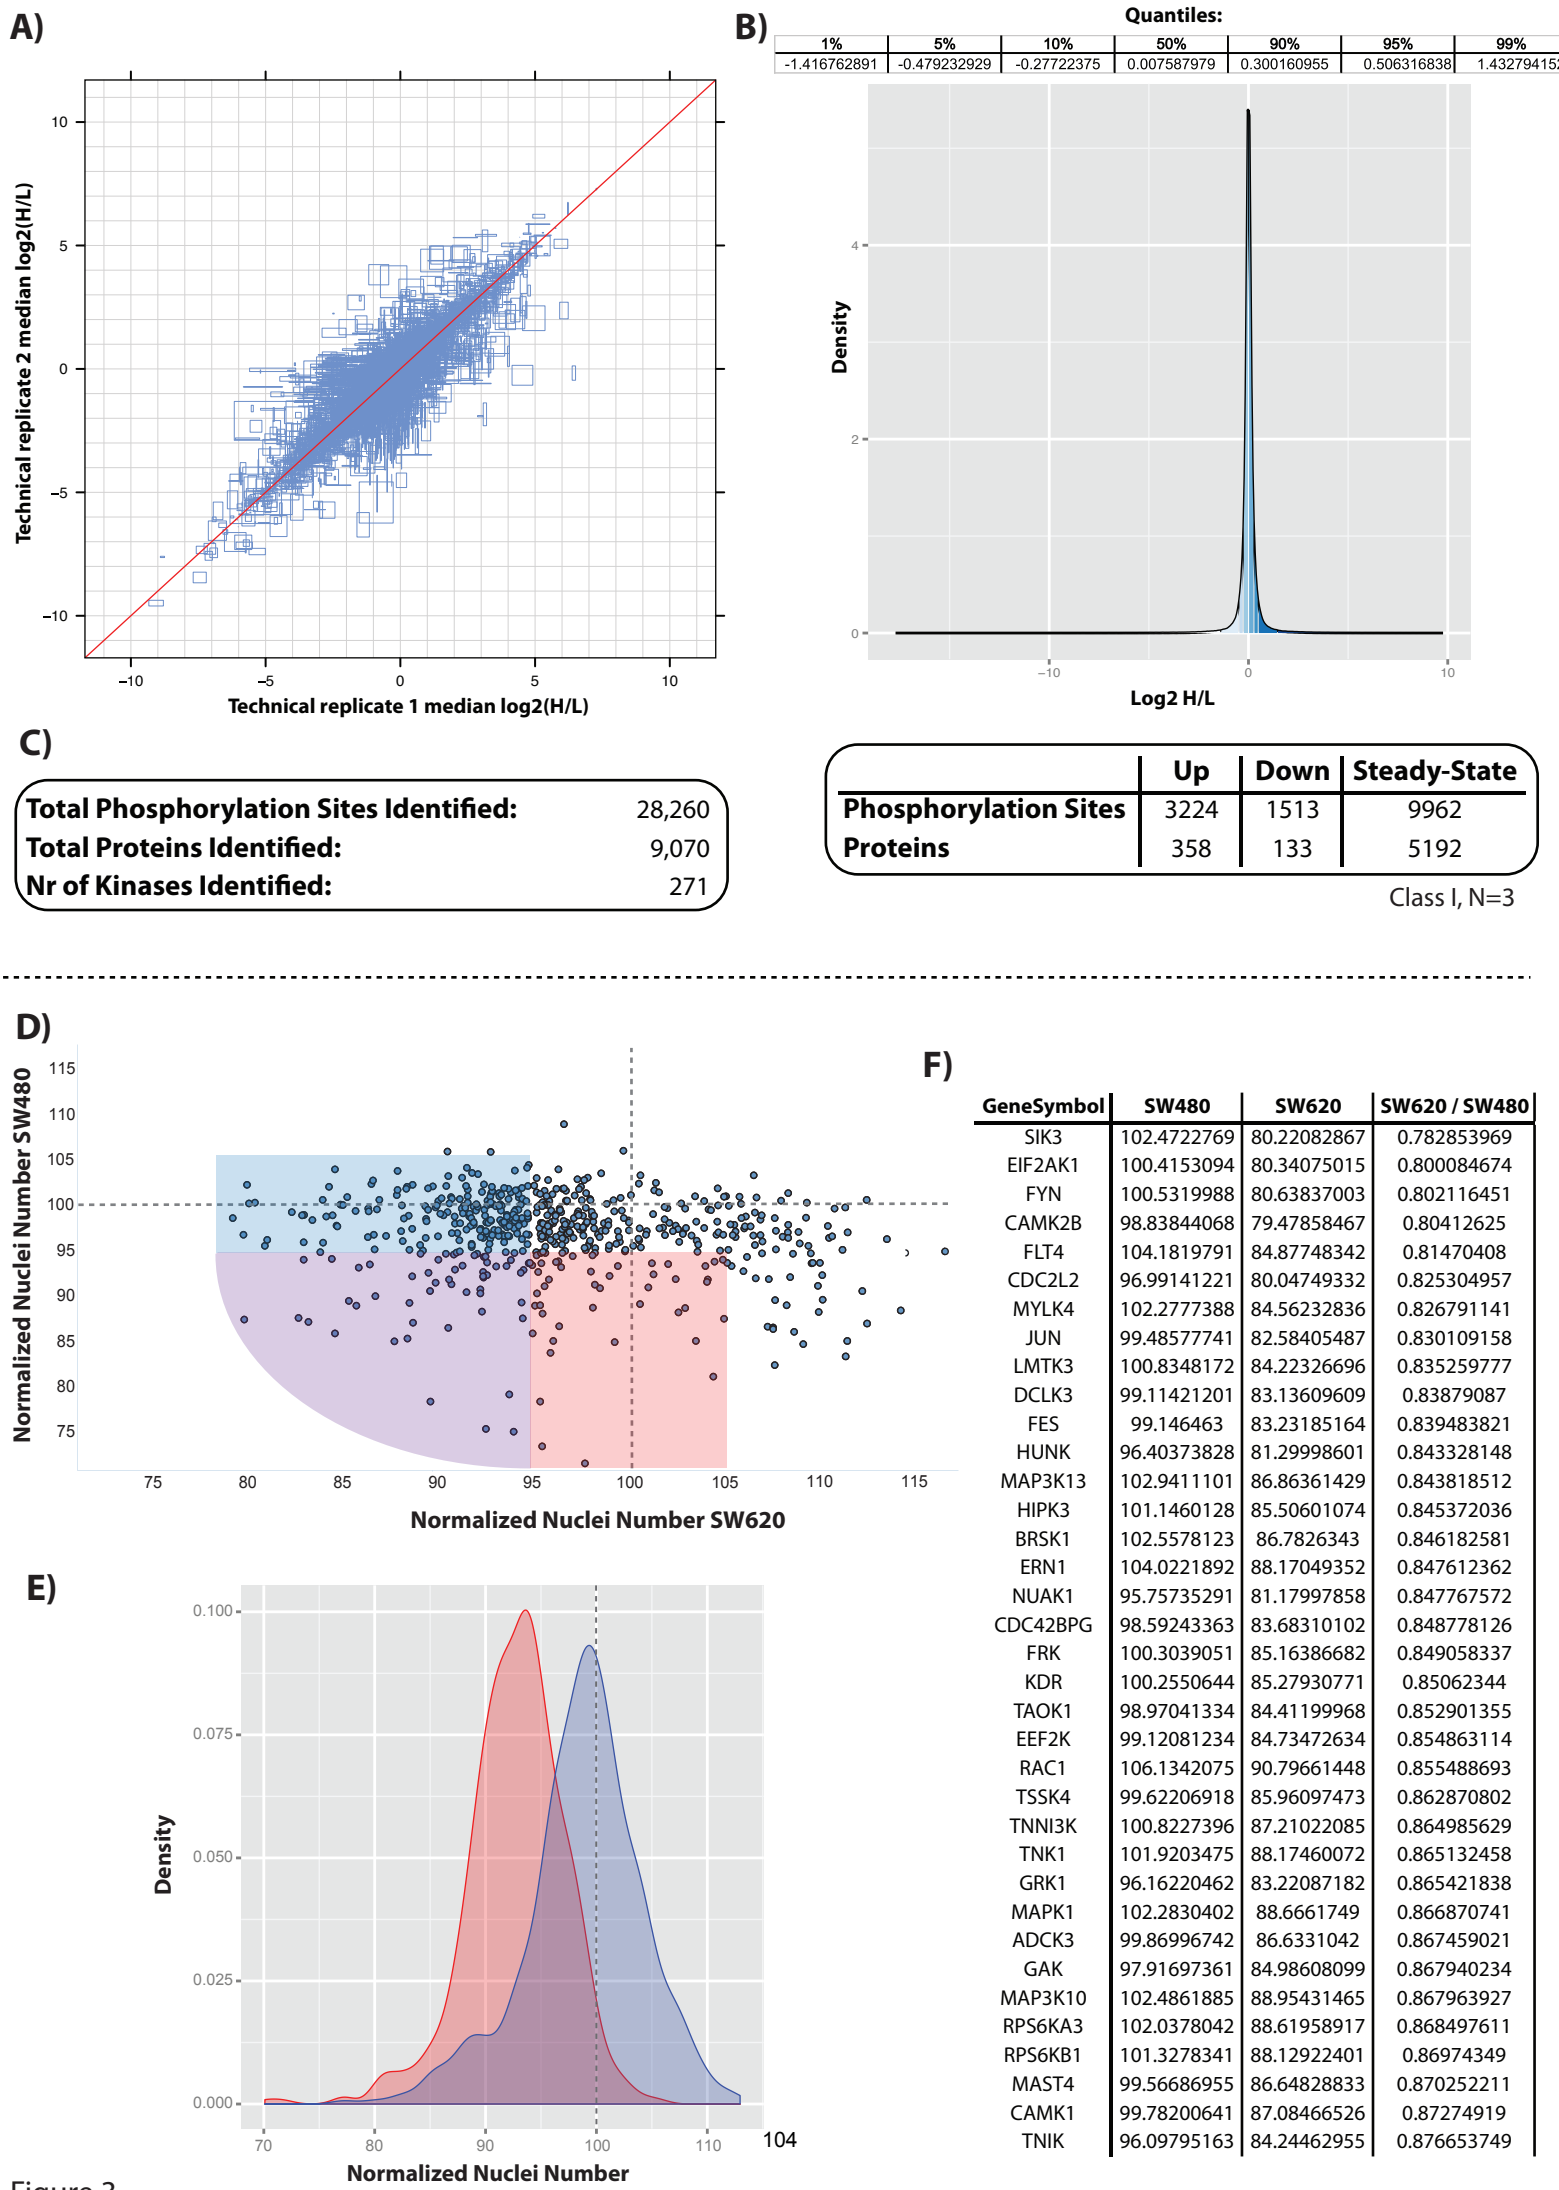 A)
Technical replicate 2 median log2(H/L)
10
5
0
−5
−10
−10
−5
0
5
10
Technical replicate 1 median log2(H/L)
B)
Quantiles:
1% 5% 10% 50% 90% 95% 99%
-1.416762891 -0.479232929 -0.27722375 0.007587979 0.300160955 0.506316838 1.432794152
Density
4
2
0
−10
0
10
Log2 H/L
C)
Total Phosphorylation Sites Identified: 28,260
Total Proteins Identified: 9,070
Nr of Kinases Identified: 271
Up Down Steady-State
Phosphorylation Sites 3224 1513 9962
Proteins 358 133 5192
Class I, N=3
D)
Normalized Nuclei Number SW480
115
110
105
100
95
90
85
80
75
75 80 85 90 95 100 105 110 115
Normalized Nuclei Number SW620
E)
Density
0.100
0.075
0.050
0.025
0.000
70 80 90 100 110
Normalized Nuclei Number
104
F)
GeneSymbol SW480 SW620 SW620 / SW480
SIK3 102.4722769 80.22082867 0.782853969
EIF2AK1 100.4153094 80.34075015 0.800084674
FYN 100.5319988 80.63837003 0.802116451
CAMK2B 98.83844068 79.47858467 0.80412625
FLT4 104.1819791 84.87748342 0.81470408
CDC2L2 96.99141221 80.04749332 0.825304957
MYLK4 102.2777388 84.56232836 0.826791141
JUN 99.48577741 82.58405487 0.830109158
LMTK3 100.8348172 84.22326696 0.835259777
DCLK3 99.11421201 83.13609609 0.83879087
FES 99.146463 83.23185164 0.839483821
HUNK 96.40373828 81.29998601 0.843328148
MAP3K13 102.9411101 86.86361429 0.843818512
HIPK3 101.1460128 85.50601074 0.845372036
BRSK1 102.5578123 86.7826343 0.846182581
ERN1 104.0221892 88.17049352 0.847612362
NUAK1 95.75735291 81.17997858 0.847767572
CDC42BPG 98.59243363 83.68310102 0.848778126
FRK 100.3039051 85.16386682 0.849058337
KDR 100.2550644 85.27930771 0.85062344
TAOK1 98.97041334 84.41199968 0.852901355
EEF2K 99.12081234 84.73472634 0.854863114
RAC1 106.1342075 90.79661448 0.855488693
TSSK4 99.62206918 85.96097473 0.862870802
TNNI3K 100.8227396 87.21022085 0.864985629
TNK1 101.9203475 88.17460072 0.865132458
GRK1 96.16220462 83.22087182 0.865421838
MAPK1 102.2830402 88.6661749 0.866870741
ADCK3 99.86996742 86.6331042 0.867459021
GAK 97.91697361 84.98608099 0.867940234
MAP3K10 102.4861885 88.95431465 0.867963927
RPS6KA3 102.0378042 88.61958917 0.868497611
RPS6KB1 101.3278341 88.12922401 0.86974349
MAST4 99.56686955 86.64828833 0.870252211
CAMK1 99.78200641 87.08466526 0.87274919
TNIK 96.09795163 84.24462955 0.876653749